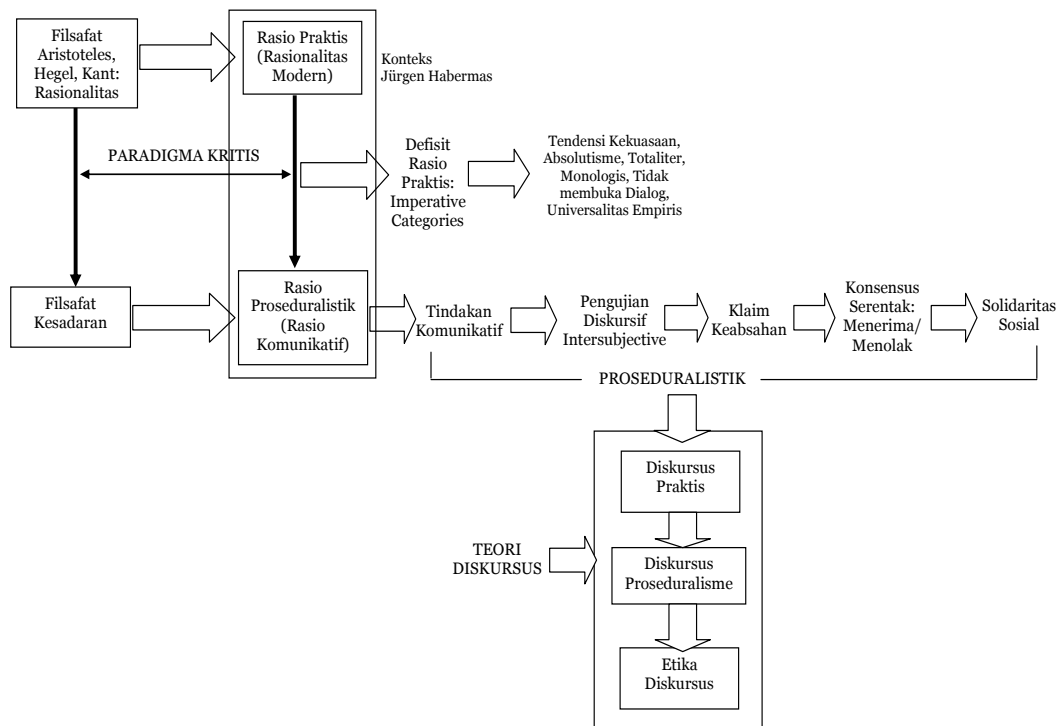 Filsafat
Aristoteles,
Hegel, Kant:
Rasionalitas
Rasio Praktis
(Rasionalitas
Modern)
Konteks
Jürgen Habermas
PARADIGMA KRITIS
Defisit
Rasio
Praktis:
Imperative
Categories
Tendensi Kekuasaan,
Absolutisme, Totaliter,
Monologis, Tidak
membuka Dialog,
Universalitas Empiris
Filsafat
Kesadaran
Rasio
Proseduralistik
(Rasio
Komunikatif)
Tindakan
Komunikatif
Pengujian
Diskursif
Intersubjective
Klaim
Keabsahan
Konsensus
Serentak:
Menerima/
Menolak
Solidaritas
Sosial
PROSEDURALISTIK
Diskursus
Praktis
TEORI
DISKURSUS
Diskursus
Proseduralisme
Etika
Diskursus